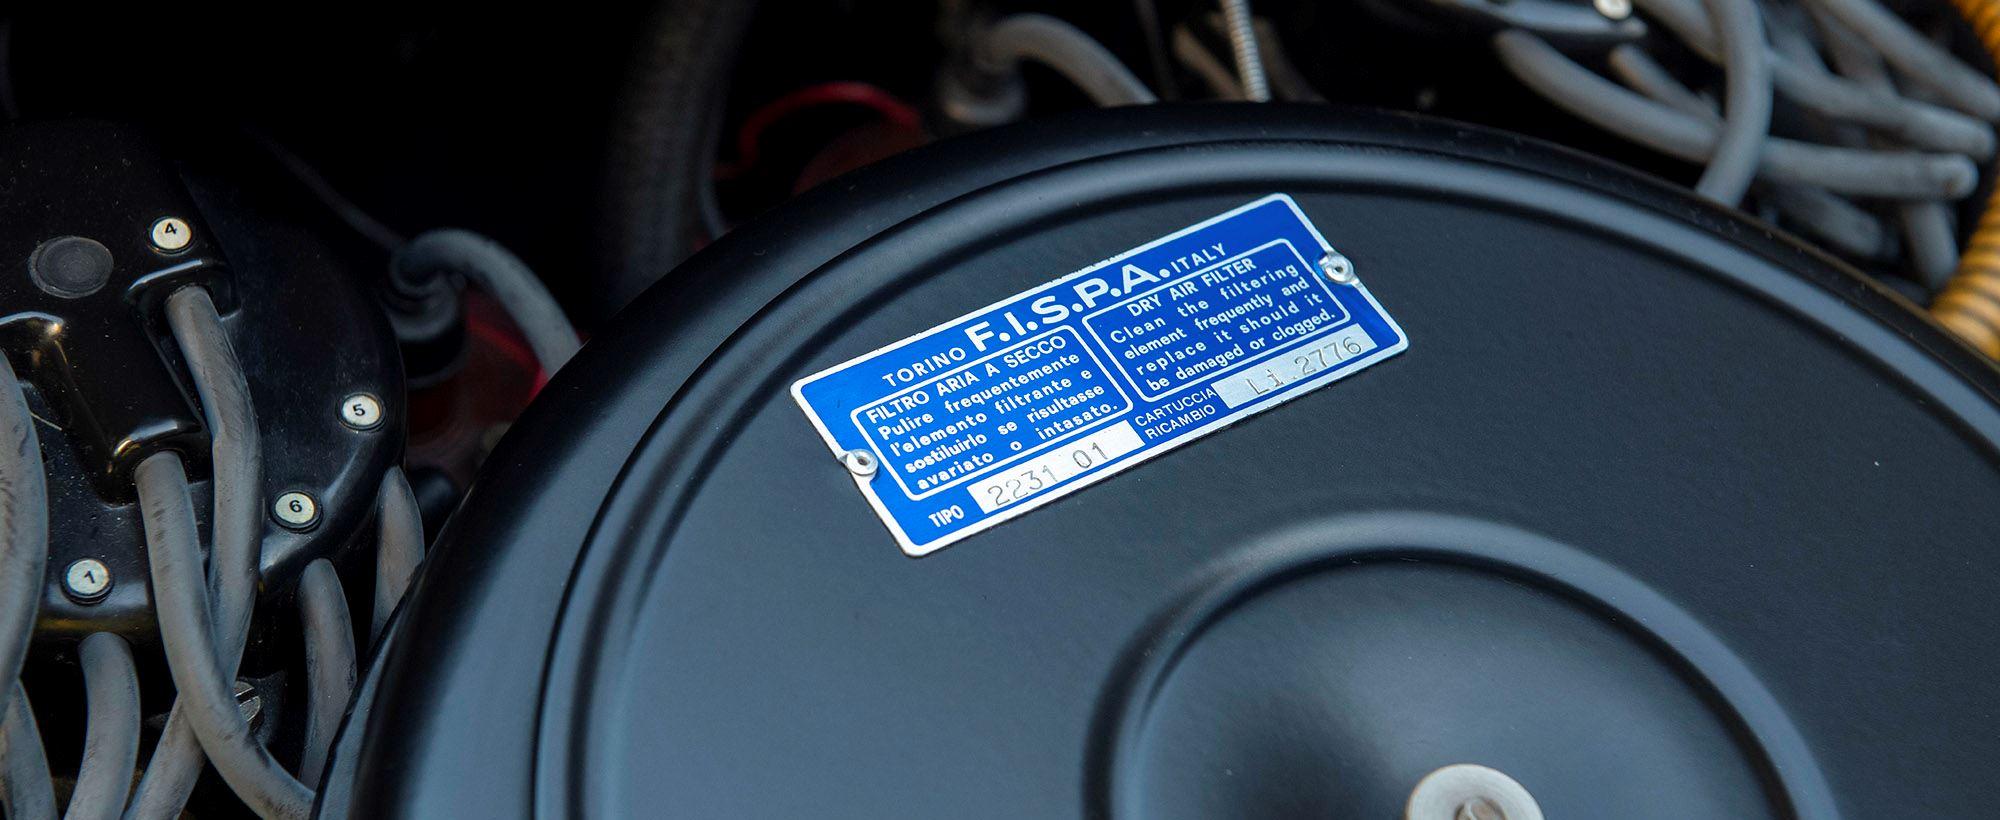 TORINO F.I.S.P.A. ITALY
FILTRO ARIA A SECCO
Pulire frequentemente
l'elemento filtrante e
sostituirlo se risultasse
avariato o intasato.
DRY AIR FILTER
Clean the filtering
element frequently and
replace it should it
be damaged or clogged.
TIPO 2231 01
CARTUCCIA
RICAMBIO
L1.2776
4
5
6
1